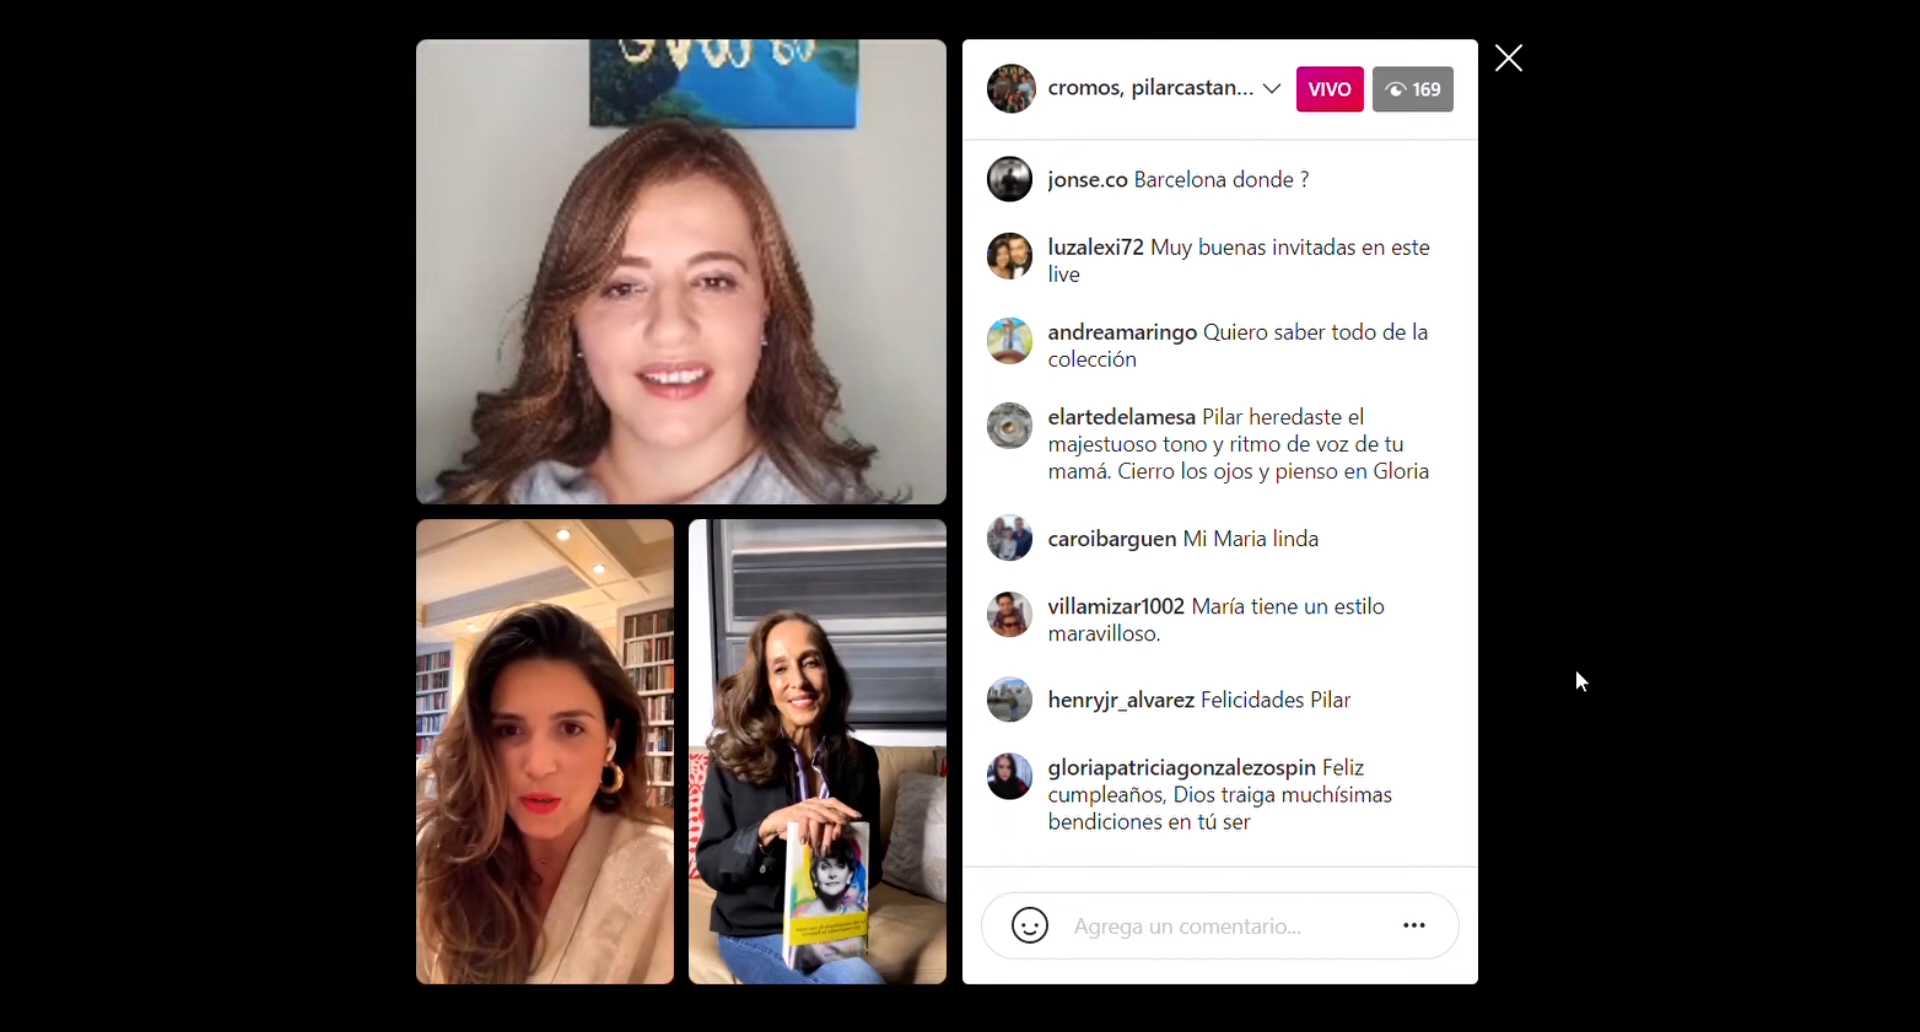 cromos, pilarcastan...
VIVO
169
jonse.co Barcelona donde ?
luzalexi72 Muy buenas invitadas en este
live
andreamaringo Quiero saber todo de la
colección
elartedelamesa Pilar heredaste el
majestuoso tono y ritmo de voz de tu
mamá. Cierro los ojos y pienso en Gloria
caroibarguen Mi Maria linda
villamizar1002 María tiene un estilo
maravilloso.
henryjr_alvarez Felicidades Pilar
gloriapatriciagonzalezospin Feliz
cumpleaños, Dios traiga muchísimas
bendiciones en tú ser
Agrega un comentario...